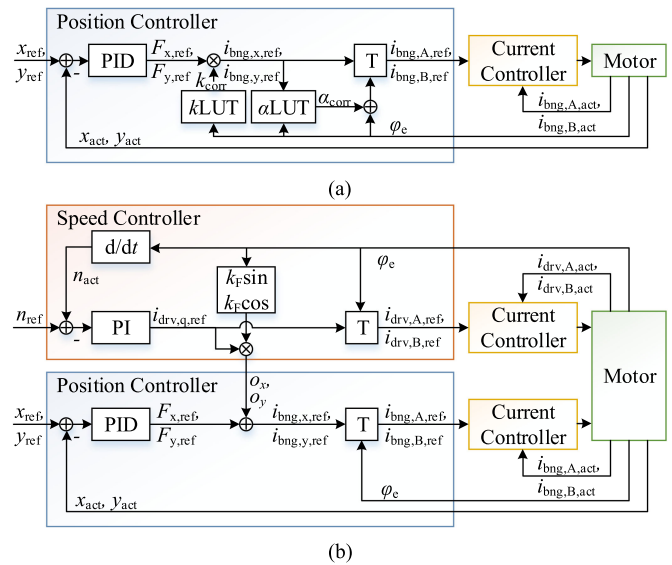 Position Controller
x_ref,
y_ref
-
PID
F_x,ref,
F_y,ref
k_corr
i_bng,x,ref,
i_bng,y,ref
kLUT
αLUT
α_corr
T
i_bng,A,ref,
i_bng,B,ref
Current
Controller
Motor
i_bng,A,act,
i_bng,B,act
φ_e
x_act, y_act
(a)
Speed Controller
d/dt
n_act
k_F sin
k_F cos
φ_e
i_drv,A,act,
i_drv,B,act
n_ref
-
PI
i_drv,q,ref
T
i_drv,A,ref,
i_drv,B,ref
Current
Controller
Motor
Position Controller
o_x,
o_y
x_ref,
y_ref
-
PID
F_x,ref,
F_y,ref
i_bng,x,ref,
i_bng,y,ref
T
i_bng,A,ref,
i_bng,B,ref
Current
Controller
i_bng,A,act,
i_bng,B,act
φ_e
x_act, y_act
(b)